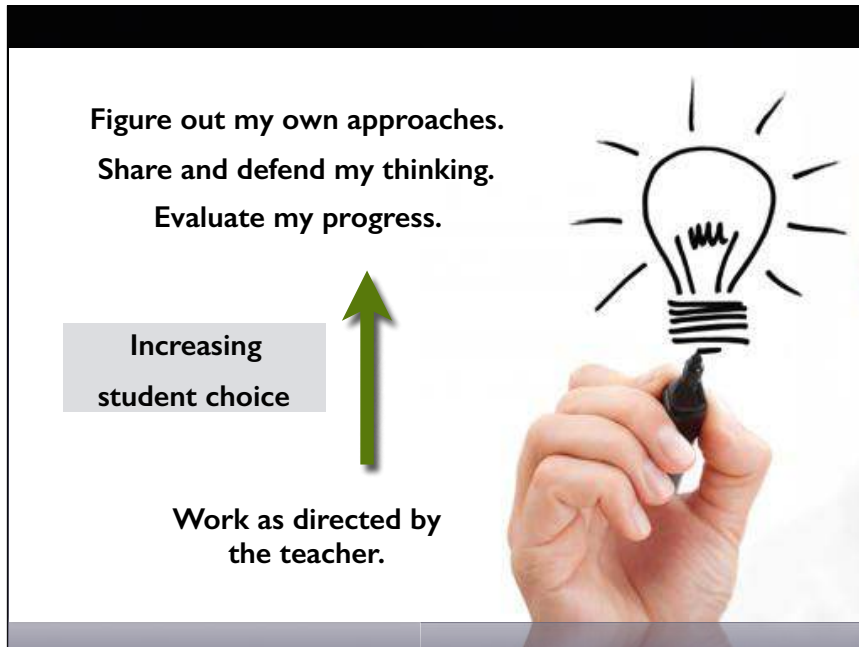 Figure out my own approaches.
Share and defend my thinking.
Evaluate my progress.
Increasing
student choice
Work as directed by
the teacher.